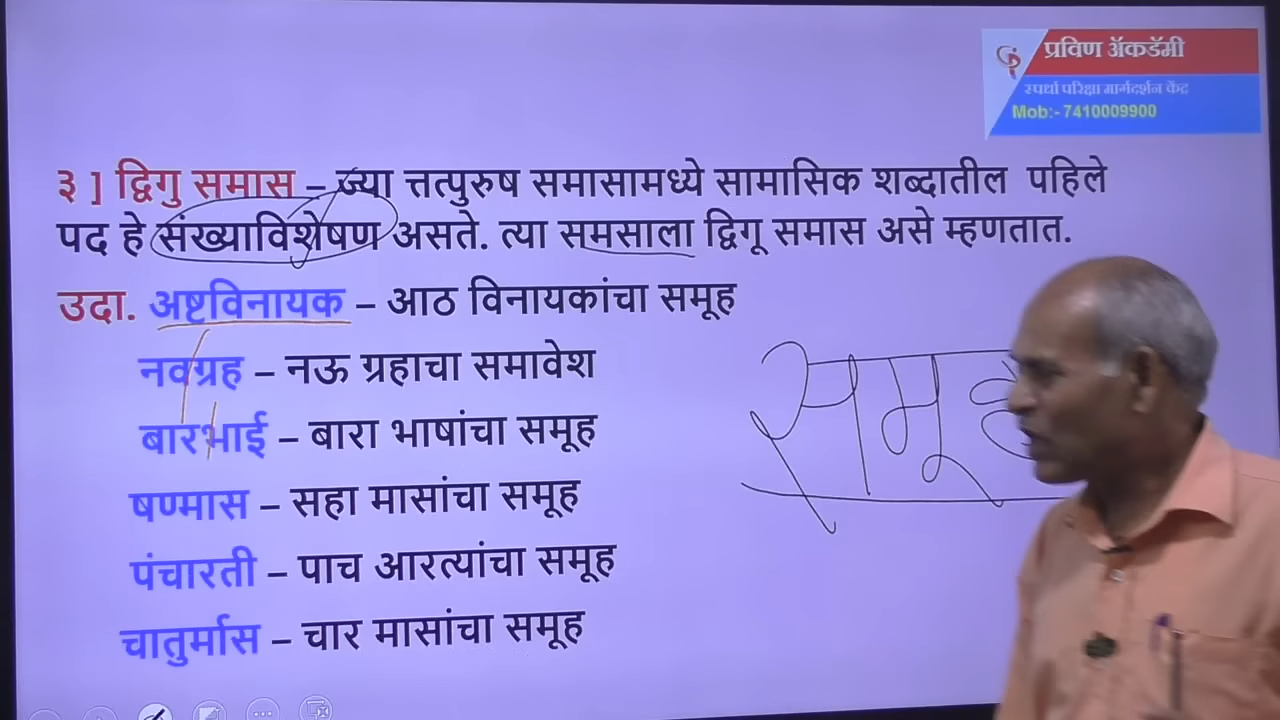 प्रविण ॲकडॅमी
स्पर्धा परिक्षा मार्गदर्शन केंद्र
Mob:- 7410009900
३ ] द्विगु समास – ज्या त्तत्पुरुष समासामध्ये सामासिक शब्दातील पहिले
पद हे संख्याविशेषण असते. त्या समसाला द्विगू समास असे म्हणतात.
उदा. अष्टविनायक – आठ विनायकांचा समूह
नवग्रह – नऊ ग्रहाचा समावेश
बारभाई – बारा भाषांचा समूह
समूह
षण्मास – सहा मासांचा समूह
पंचारती – पाच आरत्यांचा समूह
चातुर्मास – चार मासांचा समूह